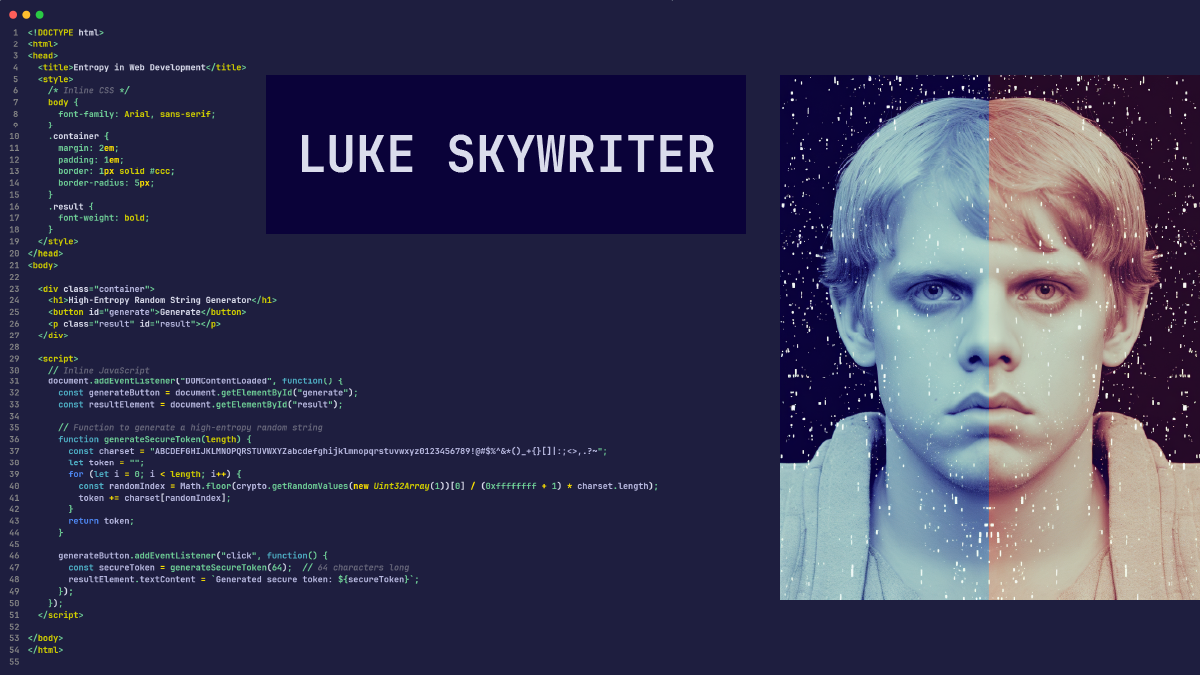 1 <!DOCTYPE html>
2 <html>
3 <head>
4 <title>Entropy in Web Development</title>
5 <style>
6 /* Inline CSS */
7 body {
8 font-family: Arial, sans-serif;
9 }
10 .container {
11 margin: 2em;
12 padding: 1em;
13 border: 1px solid #ccc;
14 border-radius: 5px;
15 }
16 .result {
17 font-weight: bold;
18 }
19 </style>
20 </head>
21 <body>
22
23 <div class="container">
24 <h1>High-Entropy Random String Generator</h1>
25 <button id="generate">Generate</button>
26 <p class="result" id="result"></p>
27 </div>
28
29 <script>
30 // Inline JavaScript
31 document.addEventListener("DOMContentLoaded", function() {
32 const generateButton = document.getElementById("generate");
33 const resultElement = document.getElementById("result");
34
35 // Function to generate a high-entropy random string
36 function generateSecureToken(length) {
37 const charset = "ABCDEFGHIJKLMNOPQRSTUVWXYZabcdefghijklmnopqrstuvwxyz0123456789!@#$%^&*()_+{}[]|:;<>,.?~";
38 let token = "";
39 for (let i = 0; i < length; i++) {
40 const randomIndex = Math.floor(crypto.getRandomValues(new Uint32Array(1))[0] / (0xffffffff + 1) * charset.length);
41 token += charset[randomIndex];
42 }
43 return token;
44 }
45
46 generateButton.addEventListener("click", function() {
47 const secureToken = generateSecureToken(64); // 64 characters long
48 resultElement.textContent = `Generated secure token: ${secureToken}`;
49 });
50 });
51 </script>
52
53 </body>
54 </html>
55
LUKE SKYWRITER